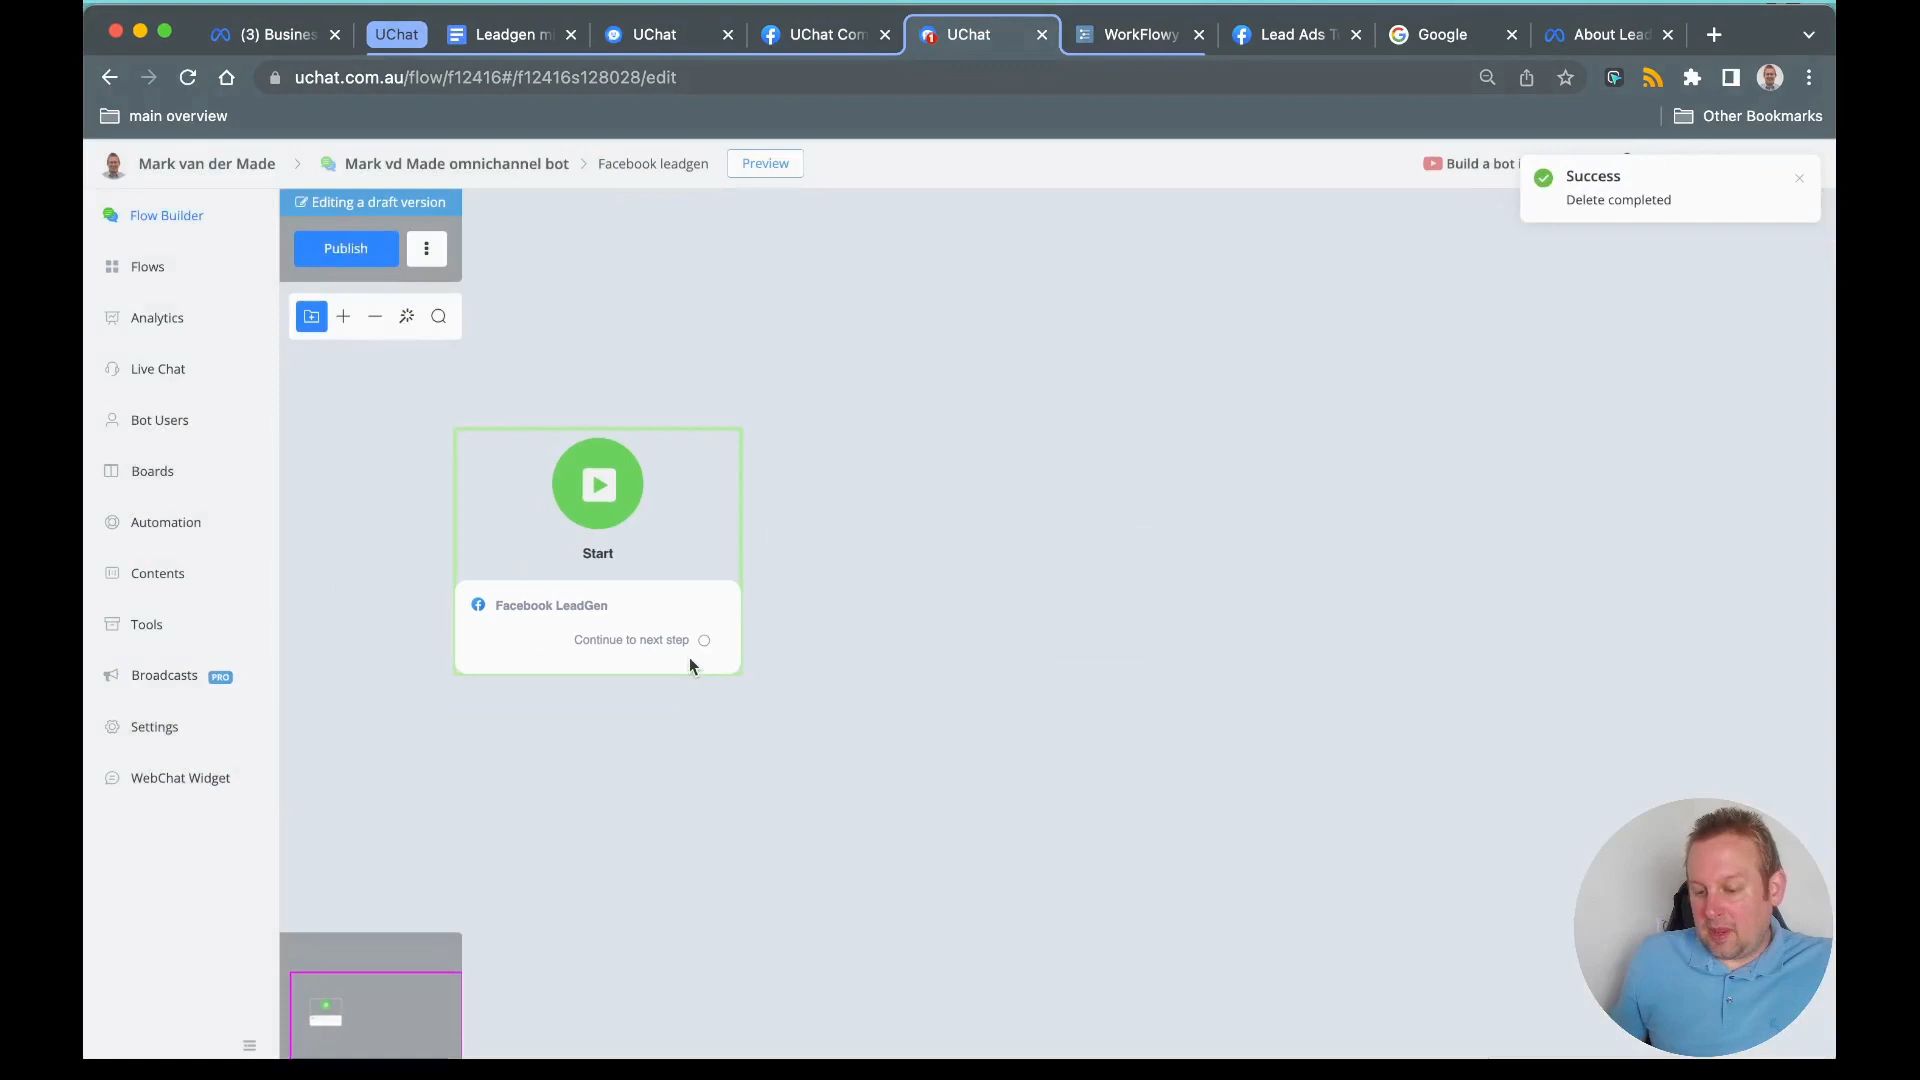 (3) Busines
UChat
Leadgen m
UChat
UChat Com
UChat
WorkFlowy
Lead Ads T
Google
About Lead
uchat.com.au/flow/f12416#/f12416s128028/edit
main overview
Other Bookmarks
Mark van der Made
Mark vd Made omnichannel bot
Facebook leadgen
Preview
Build a bot i
Success
Delete completed
Flow Builder
Flows
Analytics
Live Chat
Bot Users
Boards
Automation
Contents
Tools
Broadcasts PRO
Settings
WebChat Widget
Editing a draft version
Publish
Start
Facebook LeadGen
Continue to next step